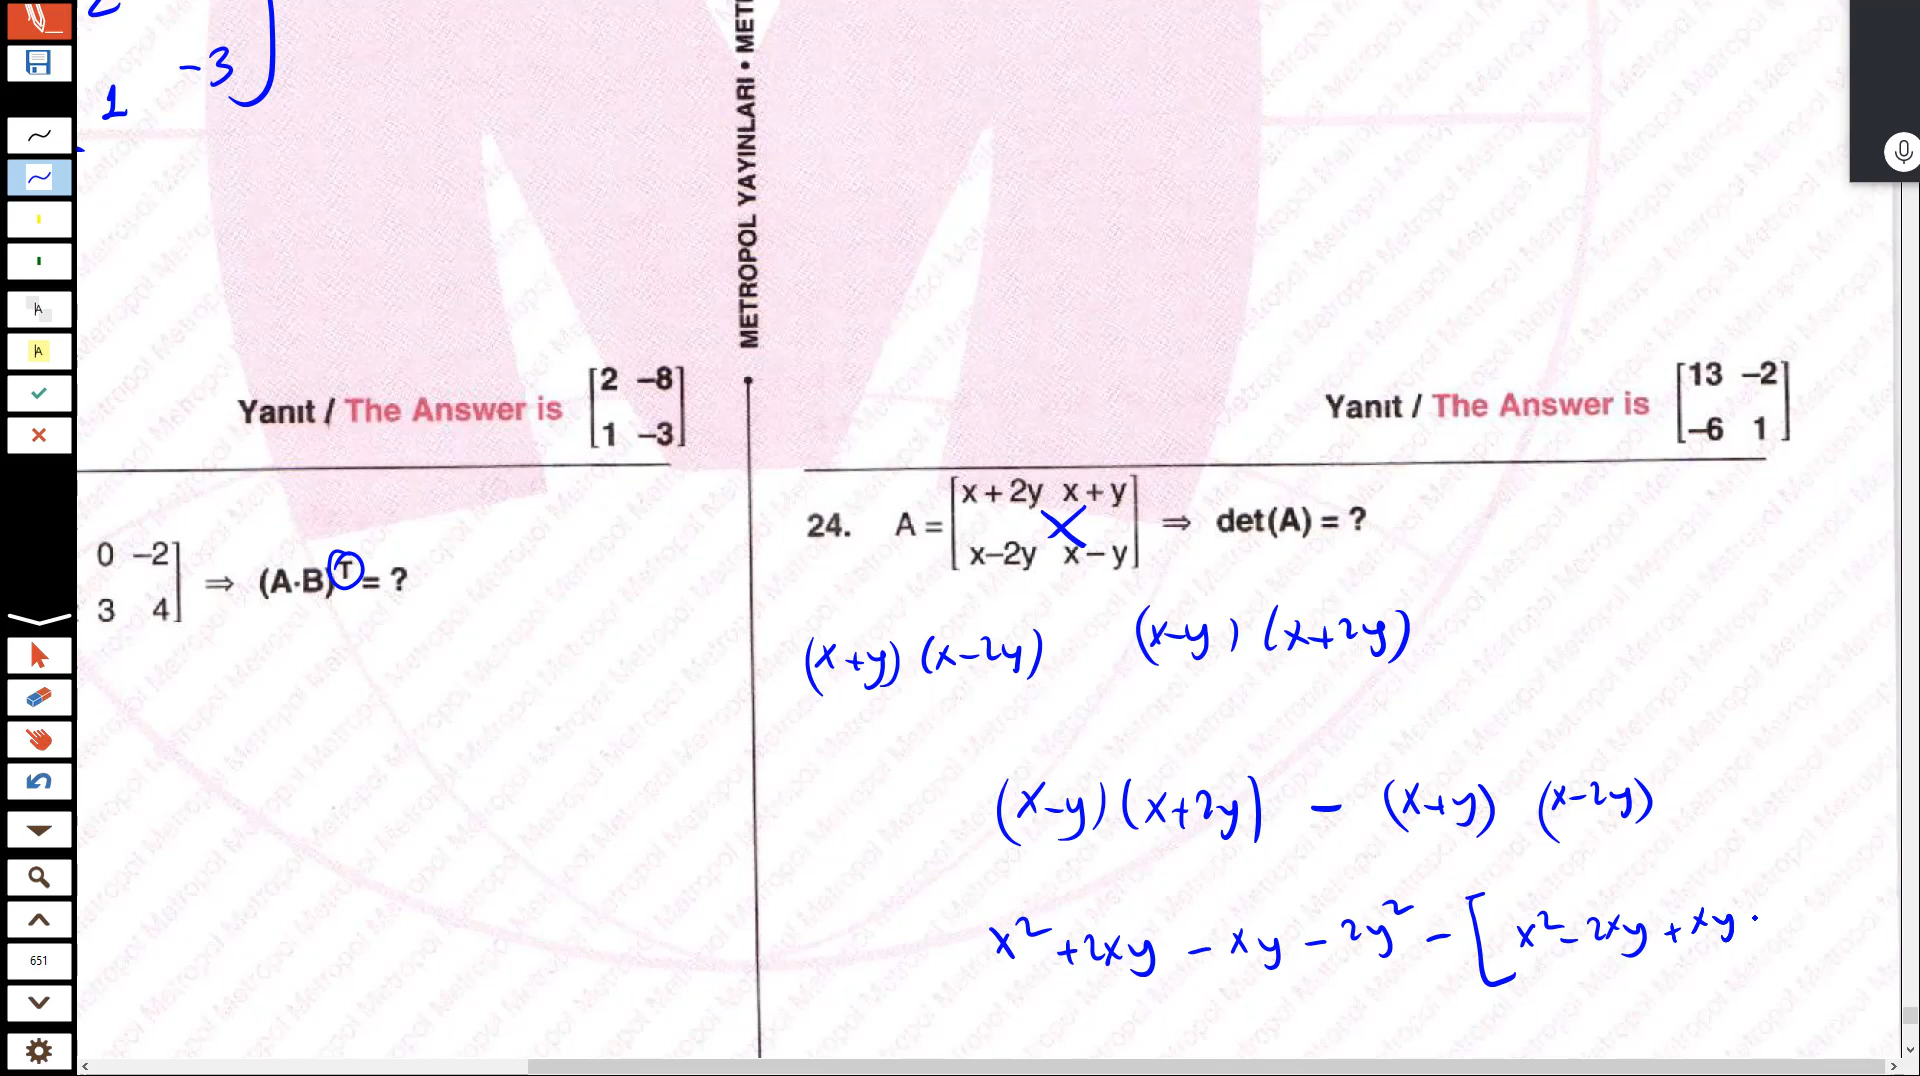 2
1 -3
METROPOL YAYINLARI • MET
Yanıt / The Answer is [2 -8
1 -3]
0 -2
3 4] ⇒ (A·B)ᵀ = ?
Yanıt / The Answer is [13 -2
-6 1]
24. A = [x + 2y x + y
x-2y x - y] ⇒ det(A) = ?
(x+y) (x-2y) (x-y) (x+2y)
(x-y) (x+2y) - (x+y) (x-2y)
x² + 2xy - xy - 2y² - [x² - 2xy + xy
651